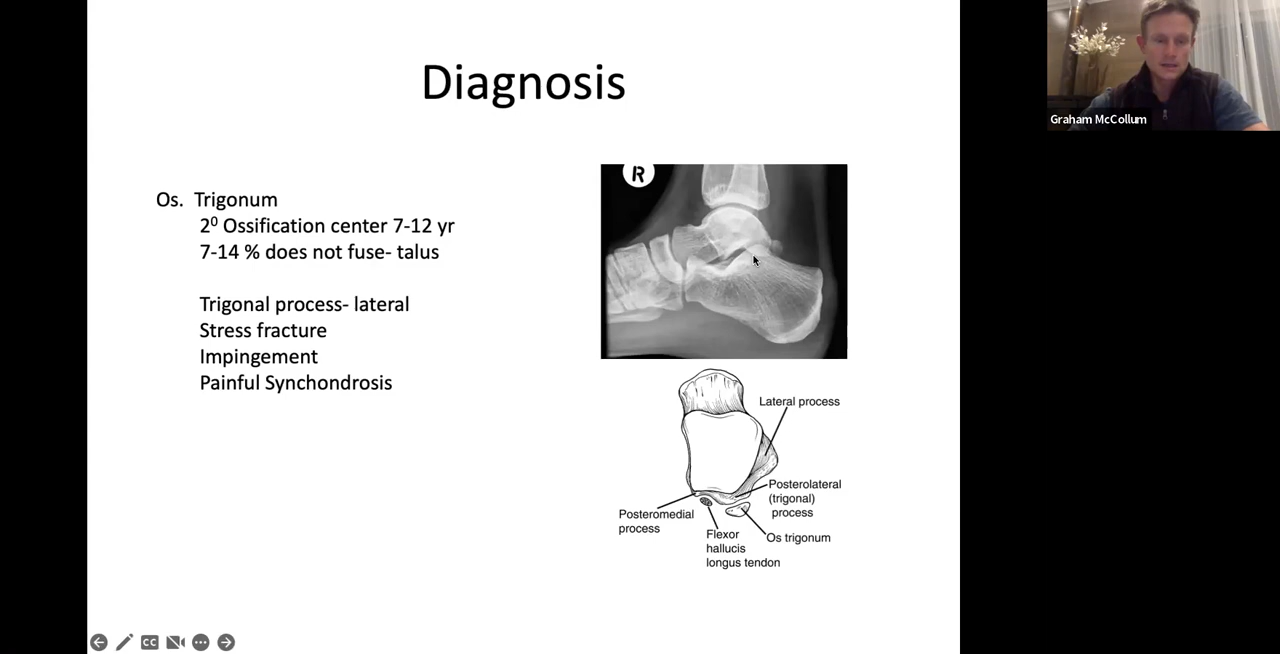 Diagnosis
Os. Trigonum
2⁰ Ossification center 7-12 yr
7-14 % does not fuse- talus
Trigonal process- lateral
Stress fracture
Impingement
Painful Synchondrosis
R
Lateral process
Posterolateral
(trigonal)
process
Posteromedial
process
Flexor
hallucis
longus tendon
Os trigonum
CC
Graham McCollum